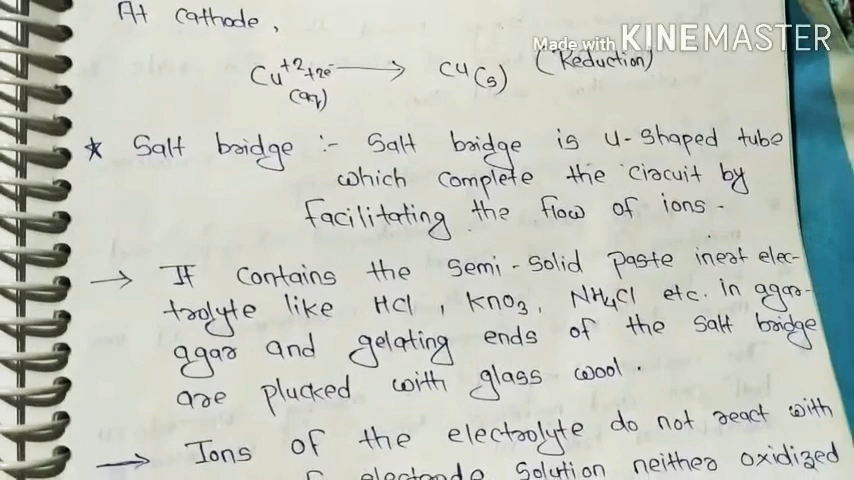 At cathode,
Made with KINEMASTER
Cu+2 +2e- → Cu(s) (Reduction)
(aq)
* Salt bridge :- Salt bridge is U-shaped tube
which complete the circuit by
facilitating the flow of ions.
→ It contains the semi-solid paste inert elec-
trolyte like HCl, KNO3, NH4Cl etc. in agar-
agar and gelating ends of the salt bridge
are plucked with glass wool.
→ Ions of the electrolyte do not react with
electrode solution neither oxidized